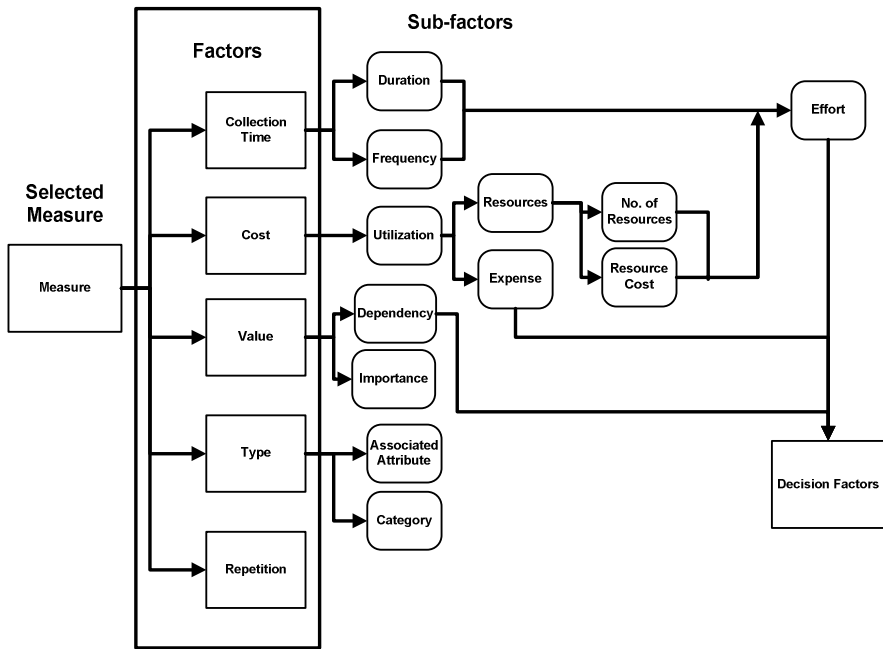 Sub-factors
Factors
Selected
Measure
Measure
Collection
Time
Cost
Value
Type
Repetition
Duration
Frequency
Utilization
Dependency
Importance
Associated
Attribute
Category
Resources
Expense
No. of
Resources
Resource
Cost
Effort
Decision Factors